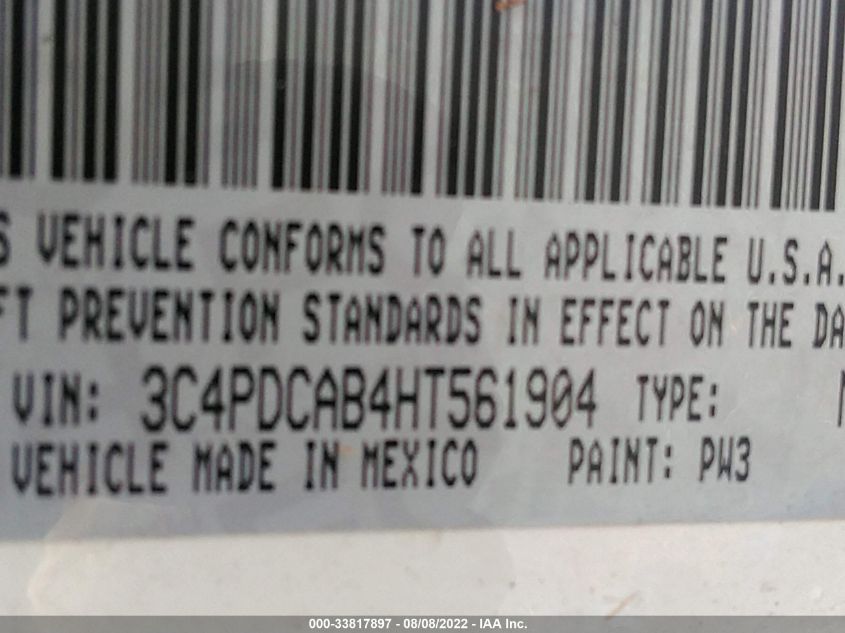 S VEHICLE CONFORMS TO ALL APPLICABLE U.S.A.
FT PREVENTION STANDARDS IN EFFECT ON THE DA
VIN: 3C4PDCAB4HT561904 TYPE:
VEHICLE MADE IN MEXICO PAINT: PW3
000-33817897 - 08/08/2022 - IAA Inc.